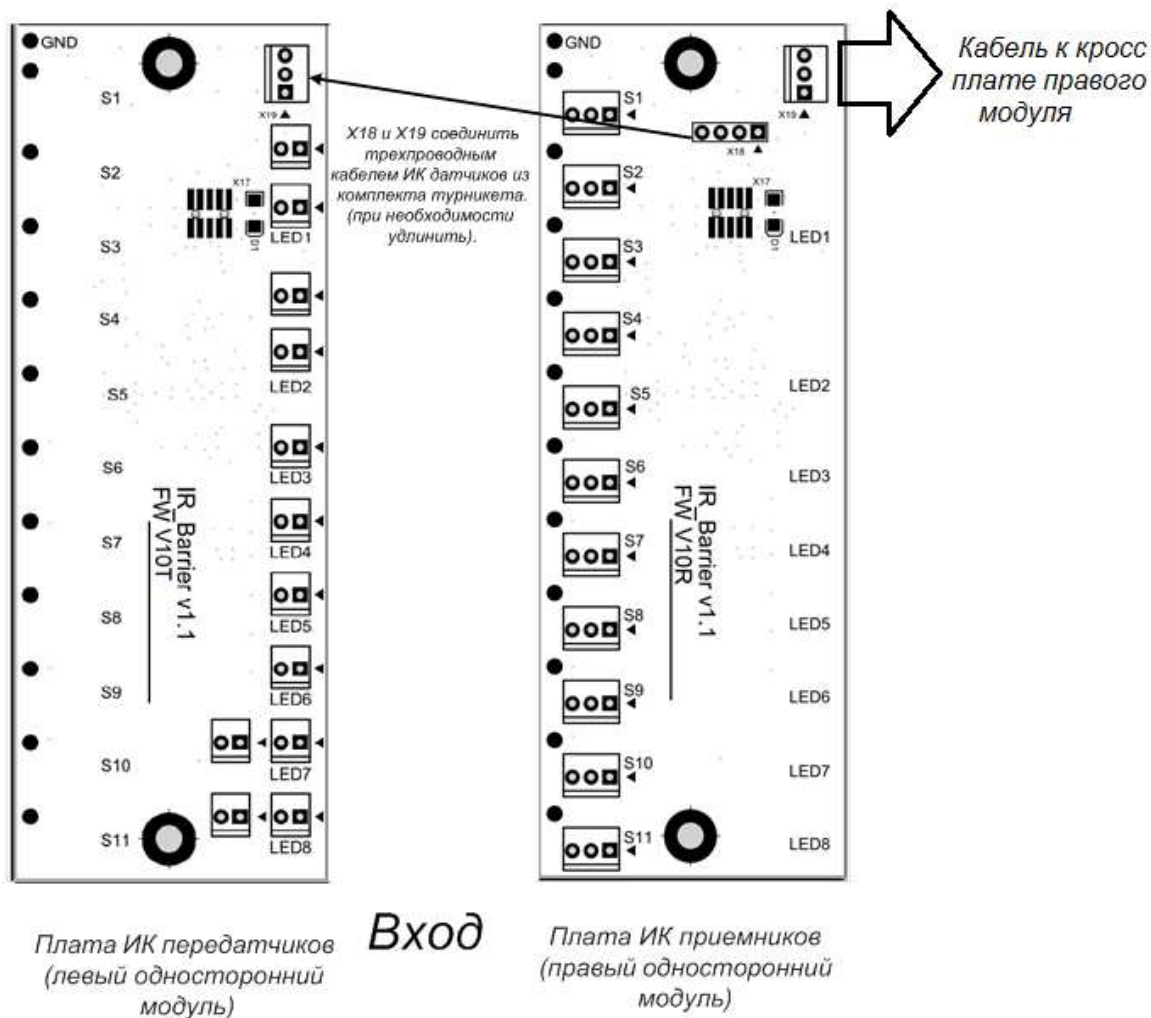 GND
S1
S2
S3
S4
S5
S6
S7
S8
S9
S10
S11
X19
X17
D1
LED1
LED2
LED3
LED4
LED5
LED6
LED7
LED8
IR_Barrier v1.1
FW V10T
X18 и X19 соединить
трехпроводным
кабелем ИК датчиков из
комплекта турникета.
(при необходимости
удлинить).
GND
S1
S2
S3
S4
S5
S6
S7
S8
S9
S10
S11
X19
X18
X17
D1
LED1
LED2
LED3
LED4
LED5
LED6
LED7
LED8
IR_Barrier v1.1
FW V10R
Кабель к кросс
плате правого
модуля
Плата ИК передатчиков
(левый односторонний
модуль)
Вход
Плата ИК приемников
(правый односторонний
модуль)